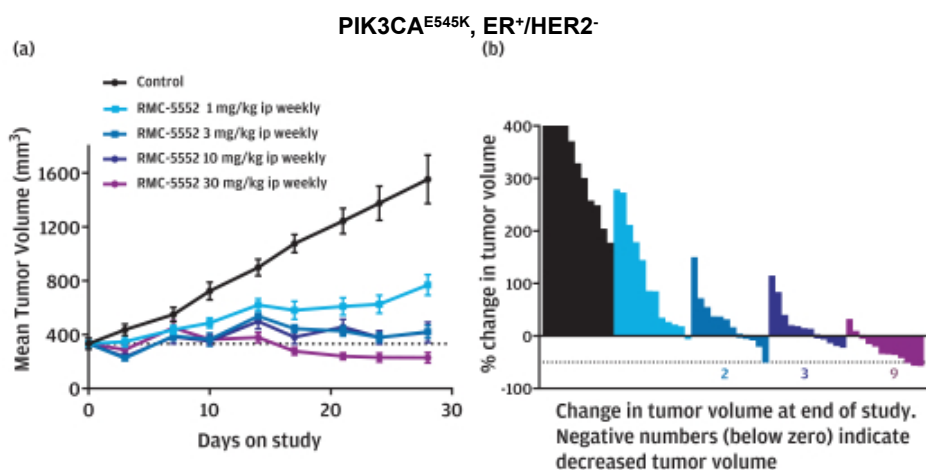 PIK3CA^E545K, ER⁺/HER2⁻
(a)
Control
RMC-5552 1 mg/kg ip weekly
RMC-5552 3 mg/kg ip weekly
RMC-5552 10 mg/kg ip weekly
RMC-5552 30 mg/kg ip weekly
Mean Tumor Volume (mm³)
1600
1200
800
400
0
0 10 20 30
Days on study
(b)
% change in tumor volume
400
300
200
100
0
-100
2 3 9
Change in tumor volume at end of study.
Negative numbers (below zero) indicate
decreased tumor volume